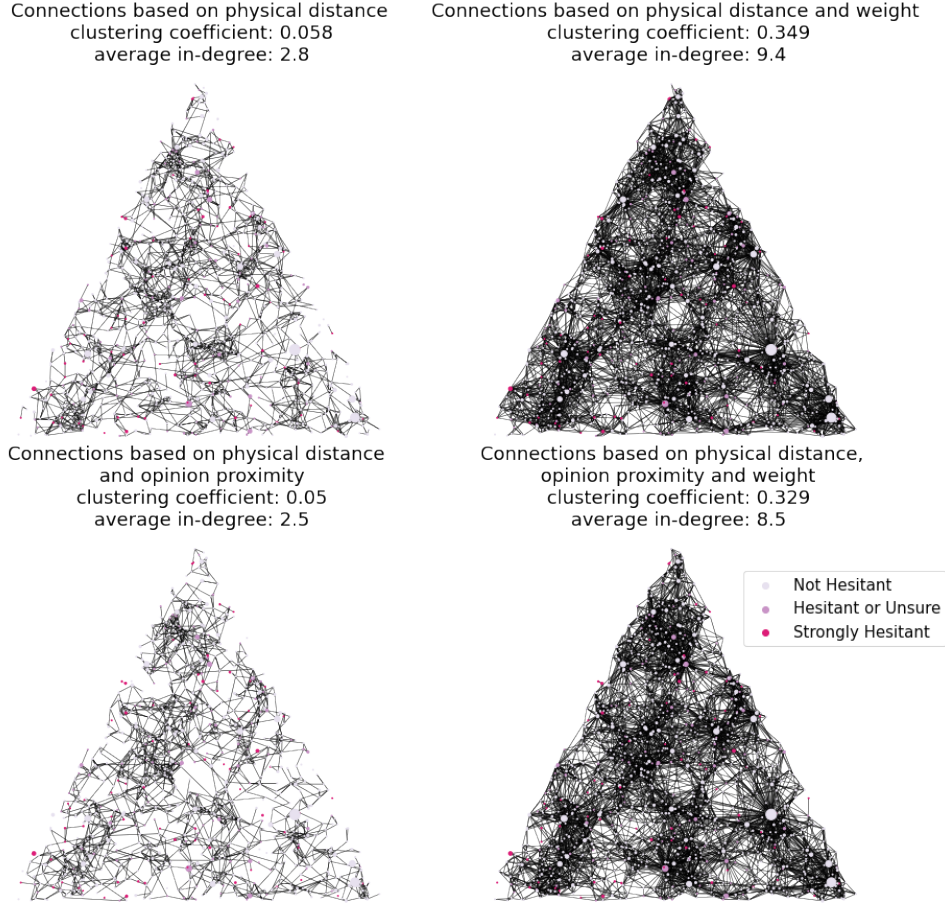 Connections based on physical distance
clustering coefficient: 0.058
average in-degree: 2.8
Connections based on physical distance and weight
clustering coefficient: 0.349
average in-degree: 9.4
Connections based on physical distance
and opinion proximity
clustering coefficient: 0.05
average in-degree: 2.5
Connections based on physical distance,
opinion proximity and weight
clustering coefficient: 0.329
average in-degree: 8.5
Not Hesitant
Hesitant or Unsure
Strongly Hesitant